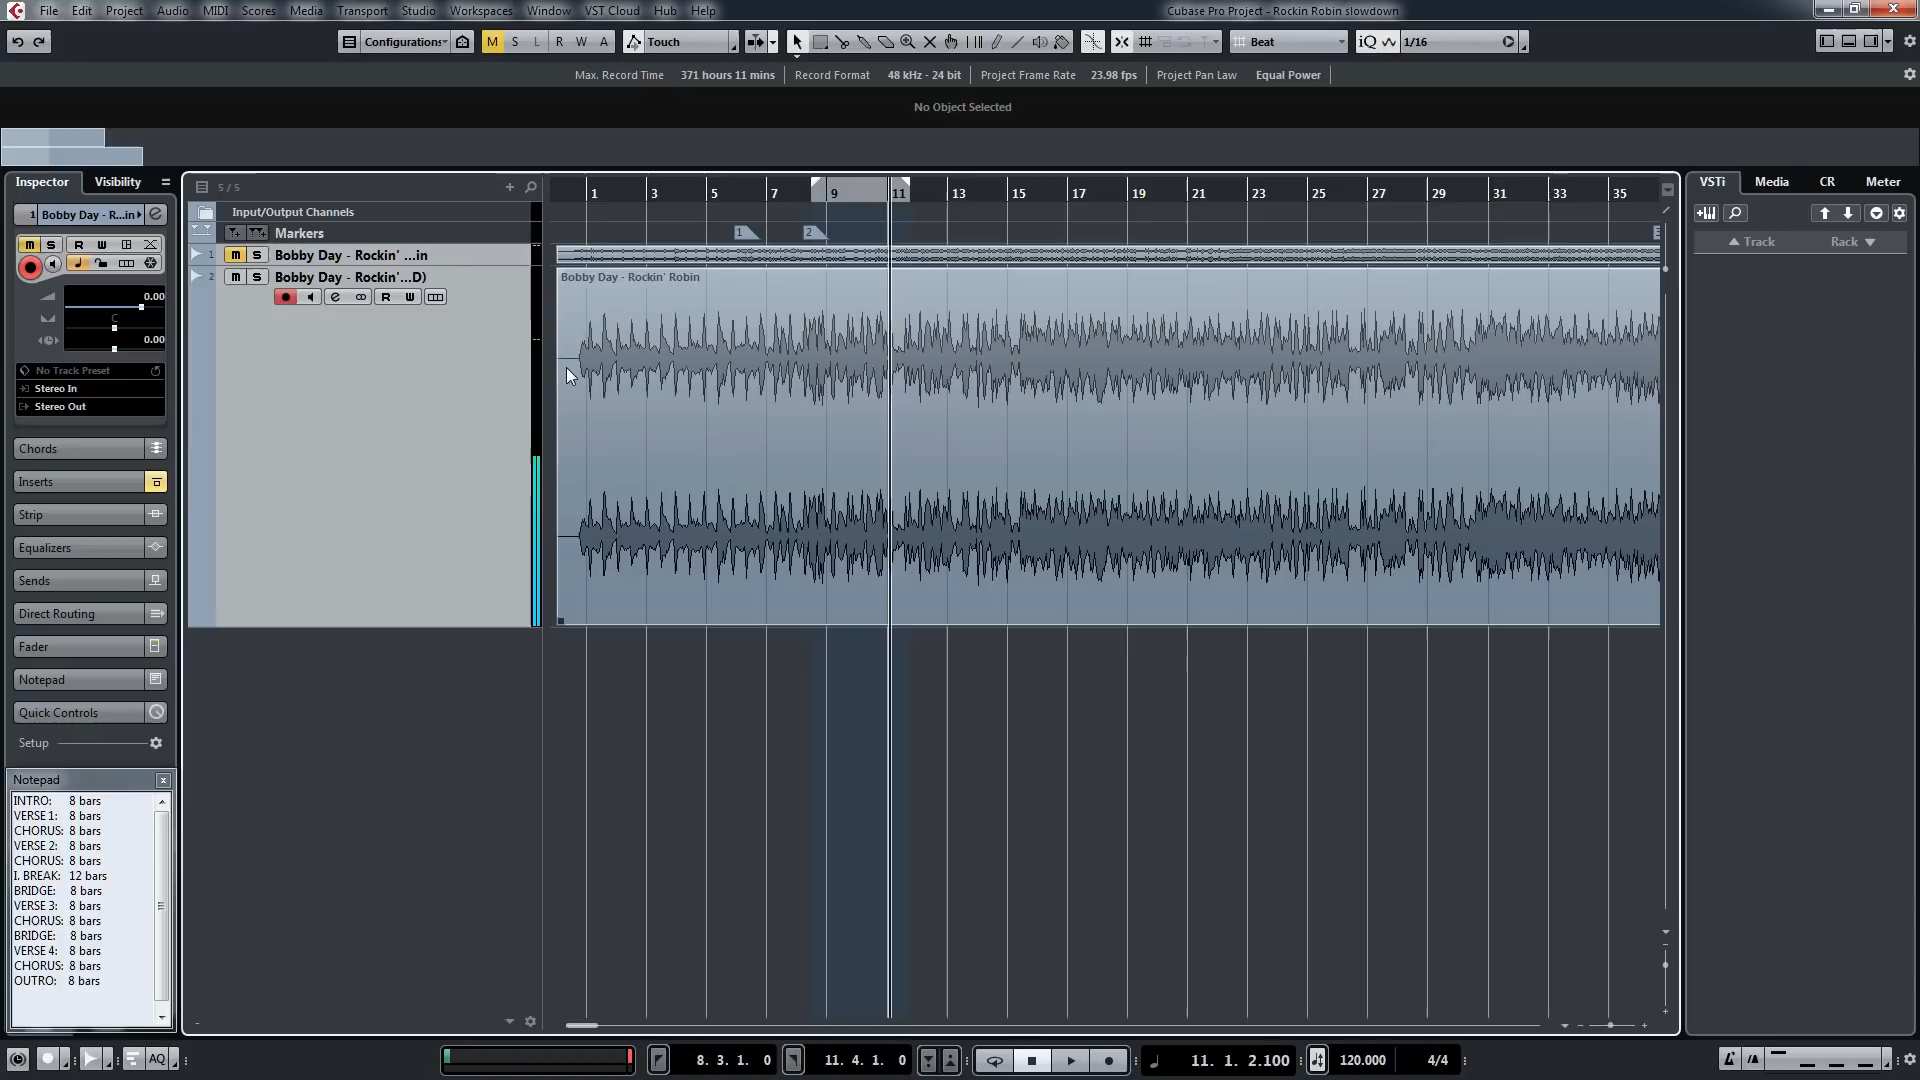 File Edit Project Audio MIDI Scores Media Transport Studio Workspaces Window VST Cloud Hub Help Cubase Pro Project - Rockin Robin slowdown
Configurations M S L R W A Touch Beat iQ 1/16
Max. Record Time 371 hours 11 mins Record Format 48 kHz - 24 bit Project Frame Rate 23.98 fps Project Pan Law Equal Power
No Object Selected
Inspector Visibility 5 / 5 1 3 5 7 9 11 13 15 17 19 21 23 25 27 29 31 33 35 VSTi Media CR Meter
1 Bobby Day - R...in
Input/Output Channels
Markers 1 2
Track Rack
m S R W
1 m S Bobby Day - Rockin' ...in
2 m S Bobby Day - Rockin'...D)
Bobby Day - Rockin' Robin
R W
0.00
C
0.00
No Track Preset
Stereo In
Stereo Out
Chords
Inserts
Strip
Equalizers
Sends
Direct Routing
Fader
Notepad
Quick Controls
Setup
Notepad x
INTRO: 8 bars
VERSE 1: 8 bars
CHORUS: 8 bars
VERSE 2: 8 bars
CHORUS: 8 bars
I. BREAK: 12 bars
BRIDGE: 8 bars
VERSE 3: 8 bars
CHORUS: 8 bars
BRIDGE: 8 bars
VERSE 4: 8 bars
CHORUS: 8 bars
OUTRO: 8 bars
AQ 8. 3. 1. 0 11. 4. 1. 0 11. 1. 2.100 120.000 4/4